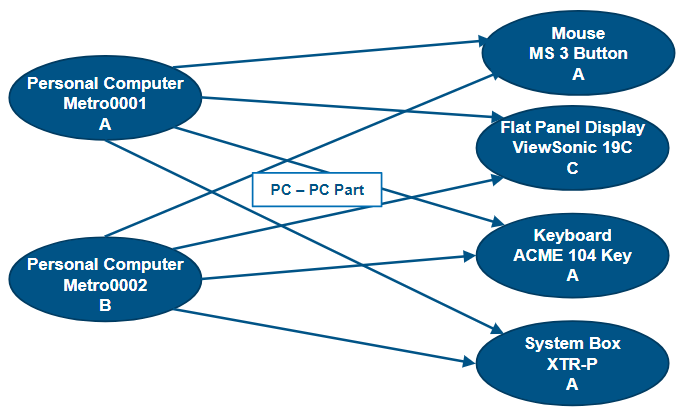 Personal Computer
Metro0001
A
Personal Computer
Metro0002
B
PC – PC Part
Mouse
MS 3 Button
A
Flat Panel Display
ViewSonic 19C
C
Keyboard
ACME 104 Key
A
System Box
XTR-P
A